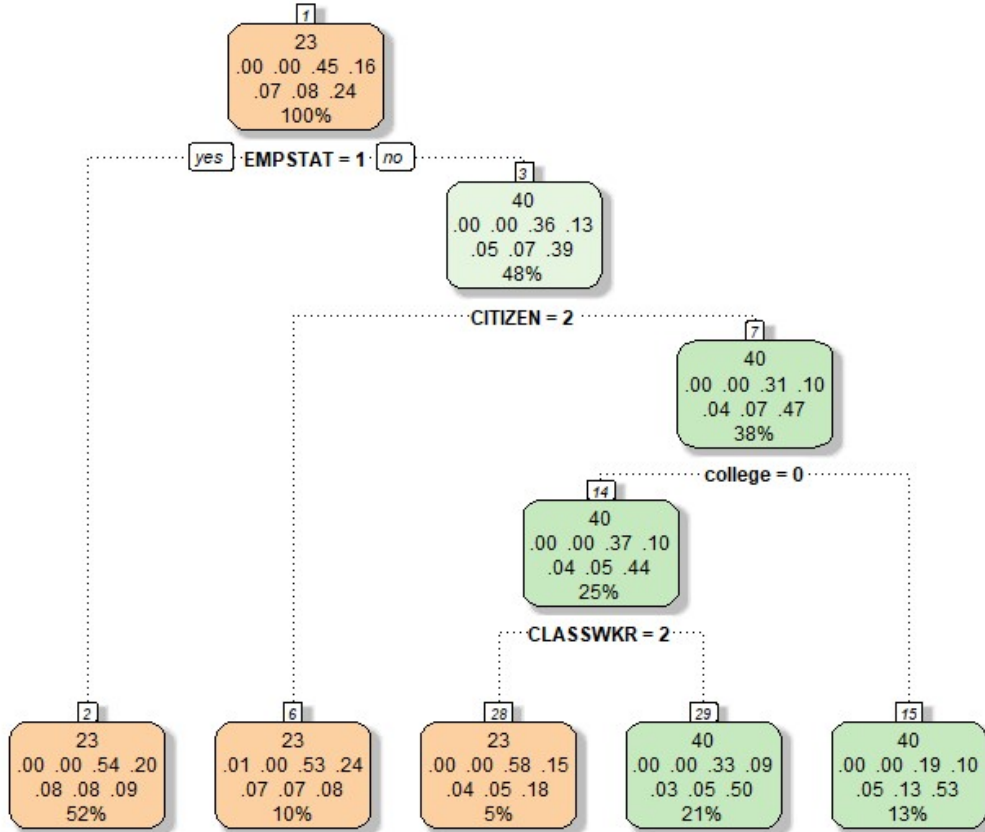 1
23
.00 .00 .45 .16
.07 .08 .24
100%
yes EMPSTAT = 1 no
3
40
.00 .00 .36 .13
.05 .07 .39
48%
CITIZEN = 2
7
40
.00 .00 .31 .10
.04 .07 .47
38%
college = 0
14
40
.00 .00 .37 .10
.04 .05 .44
25%
CLASSWKR = 2
2
23
.00 .00 .54 .20
.08 .08 .09
52%
6
23
.01 .00 .53 .24
.07 .07 .08
10%
28
23
.00 .00 .58 .15
.04 .05 .18
5%
29
40
.00 .00 .33 .09
.03 .05 .50
21%
15
40
.00 .00 .19 .10
.05 .13 .53
13%